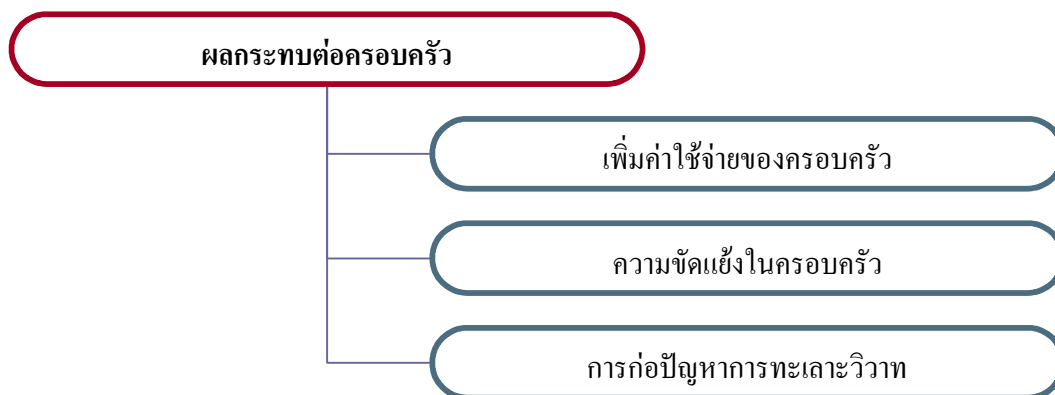 ผลกระทบต่อครอบครัว
เพิ่มค่าใช้จ่ายของครอบครัว
ความขัดแย้งในครอบครัว
การก่อปัญหาการทะเลาะวิวาท